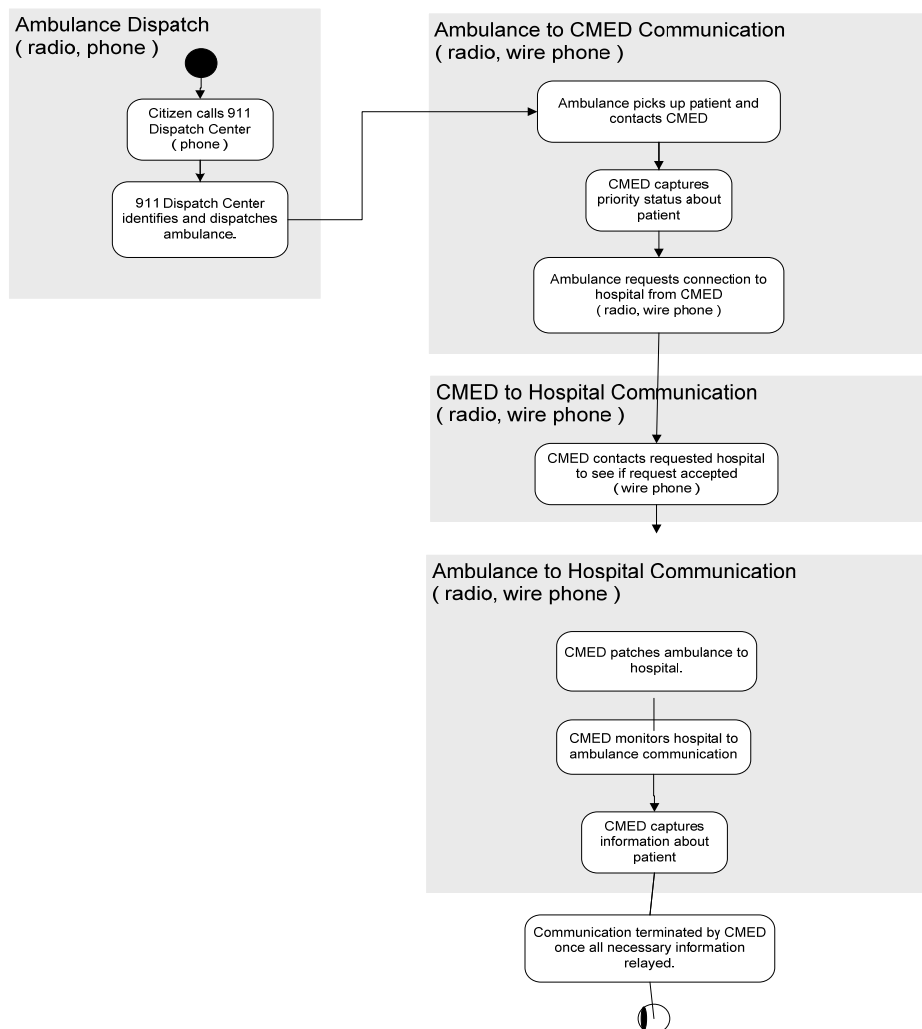 Ambulance Dispatch
( radio, phone )
Citizen calls 911
Dispatch Center
( phone )
911 Dispatch Center
identifies and dispatches
ambulance.
Ambulance to CMED Communication
( radio, wire phone )
Ambulance picks up patient and
contacts CMED
CMED captures
priority status about
patient
Ambulance requests connection to
hospital from CMED
( radio, wire phone )
CMED to Hospital Communication
( radio, wire phone )
CMED contacts requested hospital
to see if request accepted
( wire phone )
Ambulance to Hospital Communication
( radio, wire phone )
CMED patches ambulance to
hospital.
CMED monitors hospital to
ambulance communication
CMED captures
information about
patient
Communication terminated by CMED
once all necessary information
relayed.